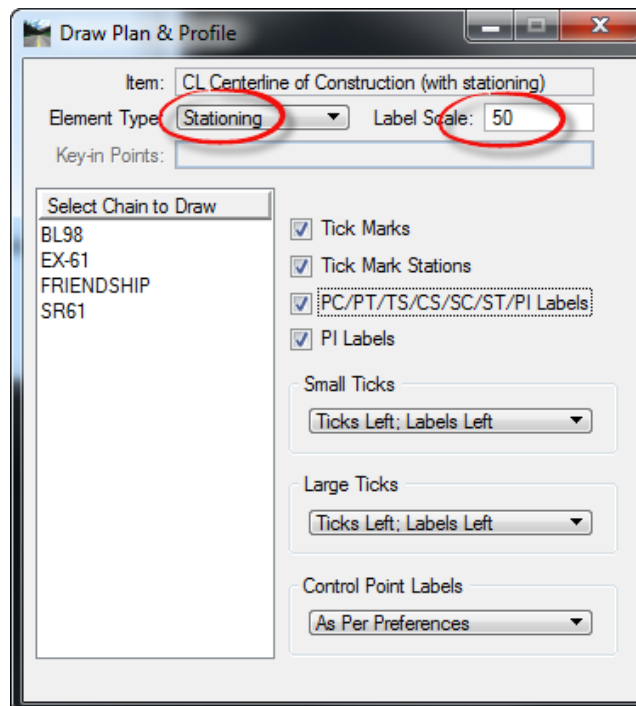 Draw Plan & Profile
Item: CL Centerline of Construction (with stationing)
Element Type: Stationing Label Scale: 50
Key-in Points:
Select Chain to Draw
BL98
EX-61
FRIENDSHIP
SR61
Tick Marks
Tick Mark Stations
PC/PT/TS/CS/SC/ST/PI Labels
PI Labels
Small Ticks
Ticks Left; Labels Left
Large Ticks
Ticks Left; Labels Left
Control Point Labels
As Per Preferences